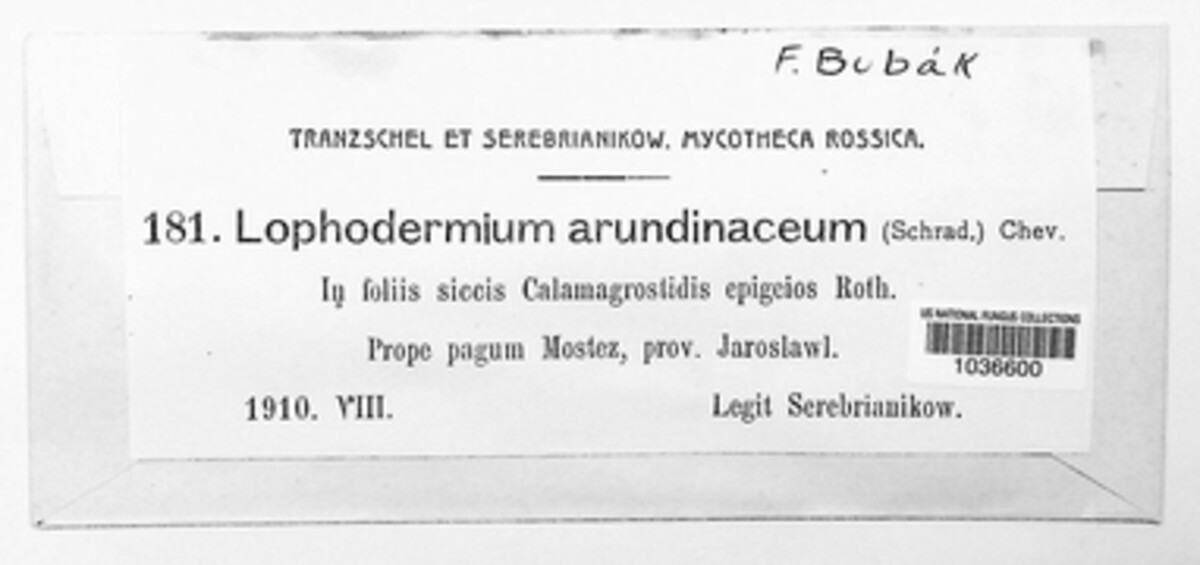 F. Bubák
TRANZSCHEL ET SEREBRIANIKOW. MYCOTHECA ROSSICA.
181. Lophodermium arundinaceum (Schrad.) Chev.
In foliis siccis Calamagrostidis epigeios Roth.
Prope pagum Mostez, prov. Jaroslawl.
US NATIONAL FUNGUS COLLECTIONS
1036600
1910. VIII. Legit Serebrianikow.